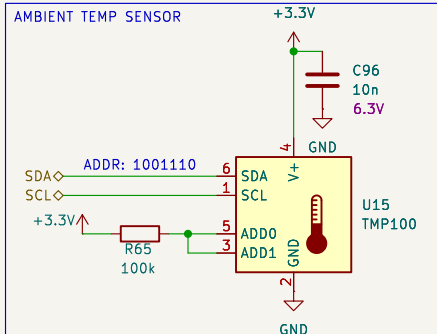 AMBIENT TEMP SENSOR
+3.3V
C96
10n
6.3V
GND
4
V+
ADDR: 1001110
SDA
6
SDA
SCL
1
SCL
U15
TMP100
+3.3V
R65
100k
5
ADD0
3
ADD1
GND
2
GND